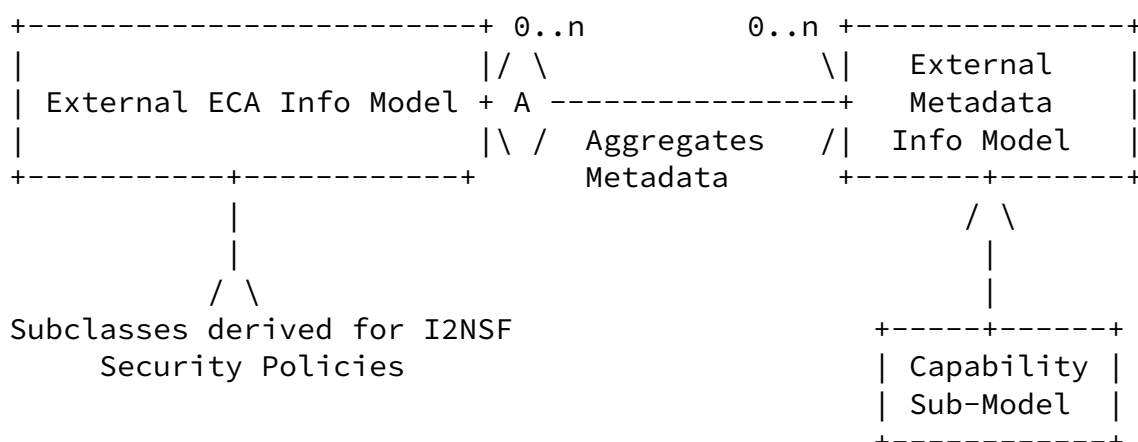 0..n 0..n
External
External ECA Info Model A Metadata
Aggregates Info Model
Metadata
Subclasses derived for I2NSF
Security Policies Capability
Sub-Model